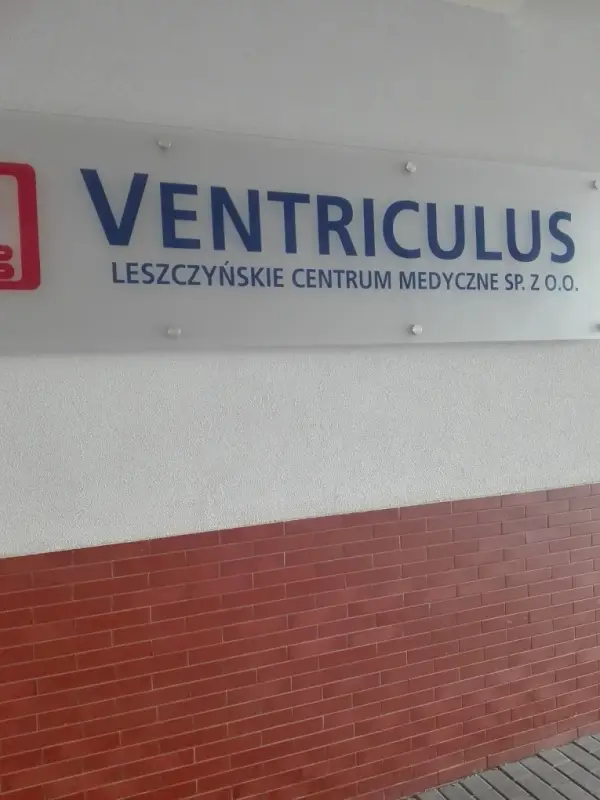 VENTRICULUS
LESZCZYŃSKIE CENTRUM MEDYCZNE SP. Z O.O.